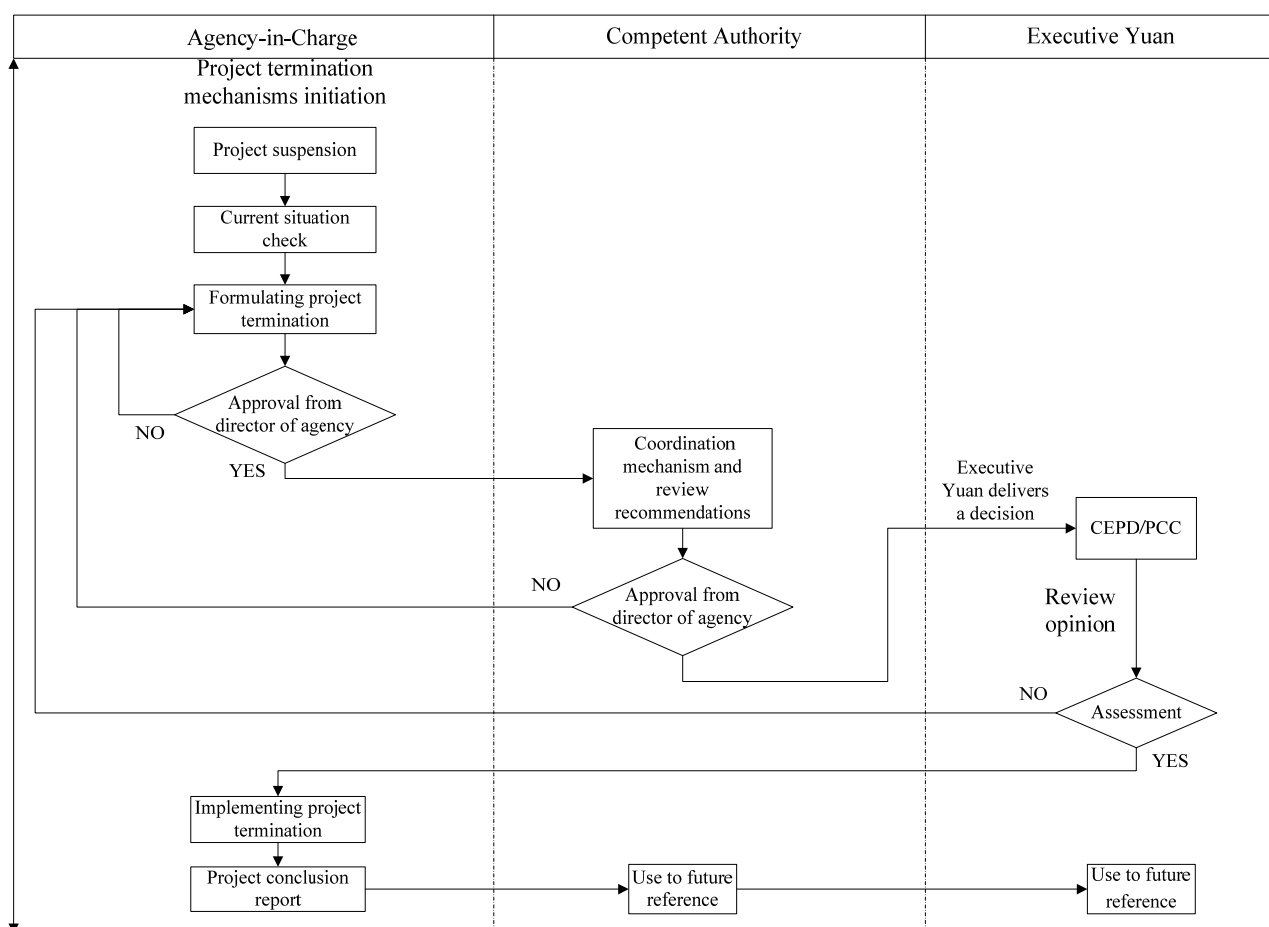 Agency-in-Charge
Competent Authority
Executive Yuan
Project termination
mechanisms initiation
Project suspension
Current situation
check
Formulating project
termination
Approval from
director of agency
NO
YES
Coordination
mechanism and
review
recommendations
Approval from
director of agency
NO
Executive
Yuan delivers
a decision
CEPD/PCC
Review
opinion
Assessment
NO
YES
Implementing project
termination
Project conclusion
report
Use to future
reference
Use to future
reference